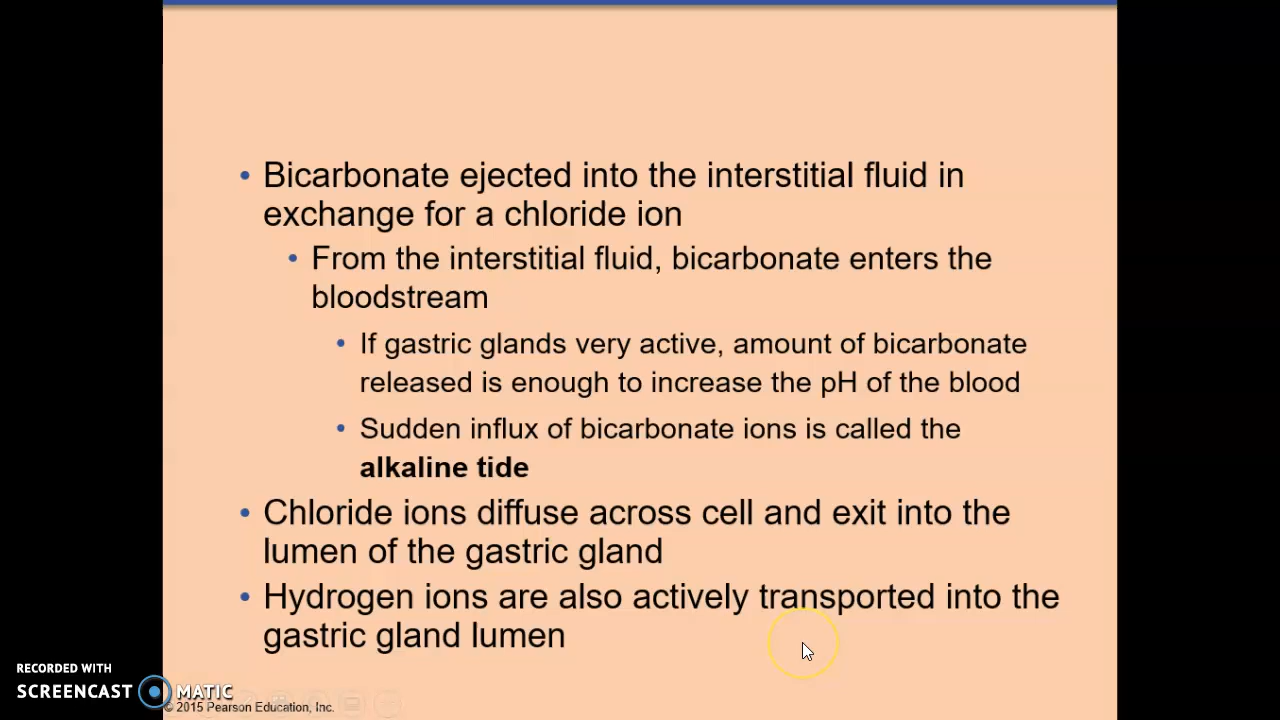 • Bicarbonate ejected into the interstitial fluid in
exchange for a chloride ion
• From the interstitial fluid, bicarbonate enters the
bloodstream
• If gastric glands very active, amount of bicarbonate
released is enough to increase the pH of the blood
• Sudden influx of bicarbonate ions is called the
alkaline tide
• Chloride ions diffuse across cell and exit into the
lumen of the gastric gland
• Hydrogen ions are also actively transported into the
gastric gland lumen
RECORDED WITH
SCREENCAST MATIC
© 2015 Pearson Education, Inc.